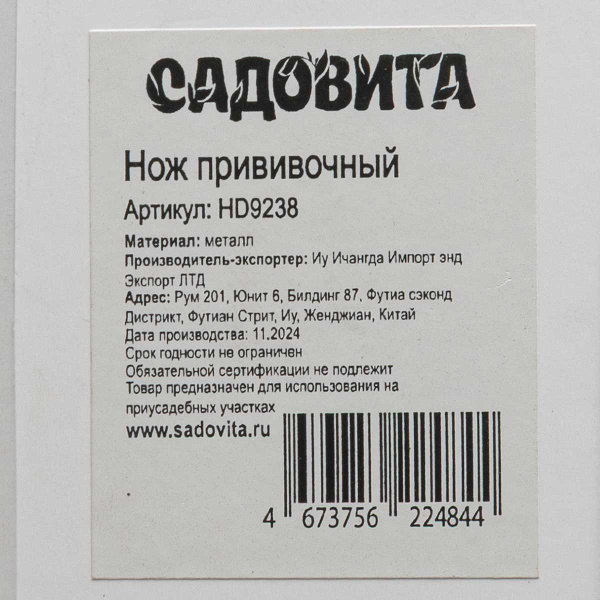 САДОВИТА
Нож прививочный
Артикул: HD9238
Материал: металл
Производитель-экспортер: Иу Ичангда Импорт энд
Экспорт ЛТД
Адрес: Рум 201, Юнит 6, Билдинг 87, Футиа сэконд
Дистрикт, Футиан Стрит, Иу, Женджиан, Китай
Дата производства: 11.2024
Срок годности не ограничен
Обязательной сертификации не подлежит
Товар предназначен для использования на
приусадебных участках
www.sadovita.ru
4 673756 224844